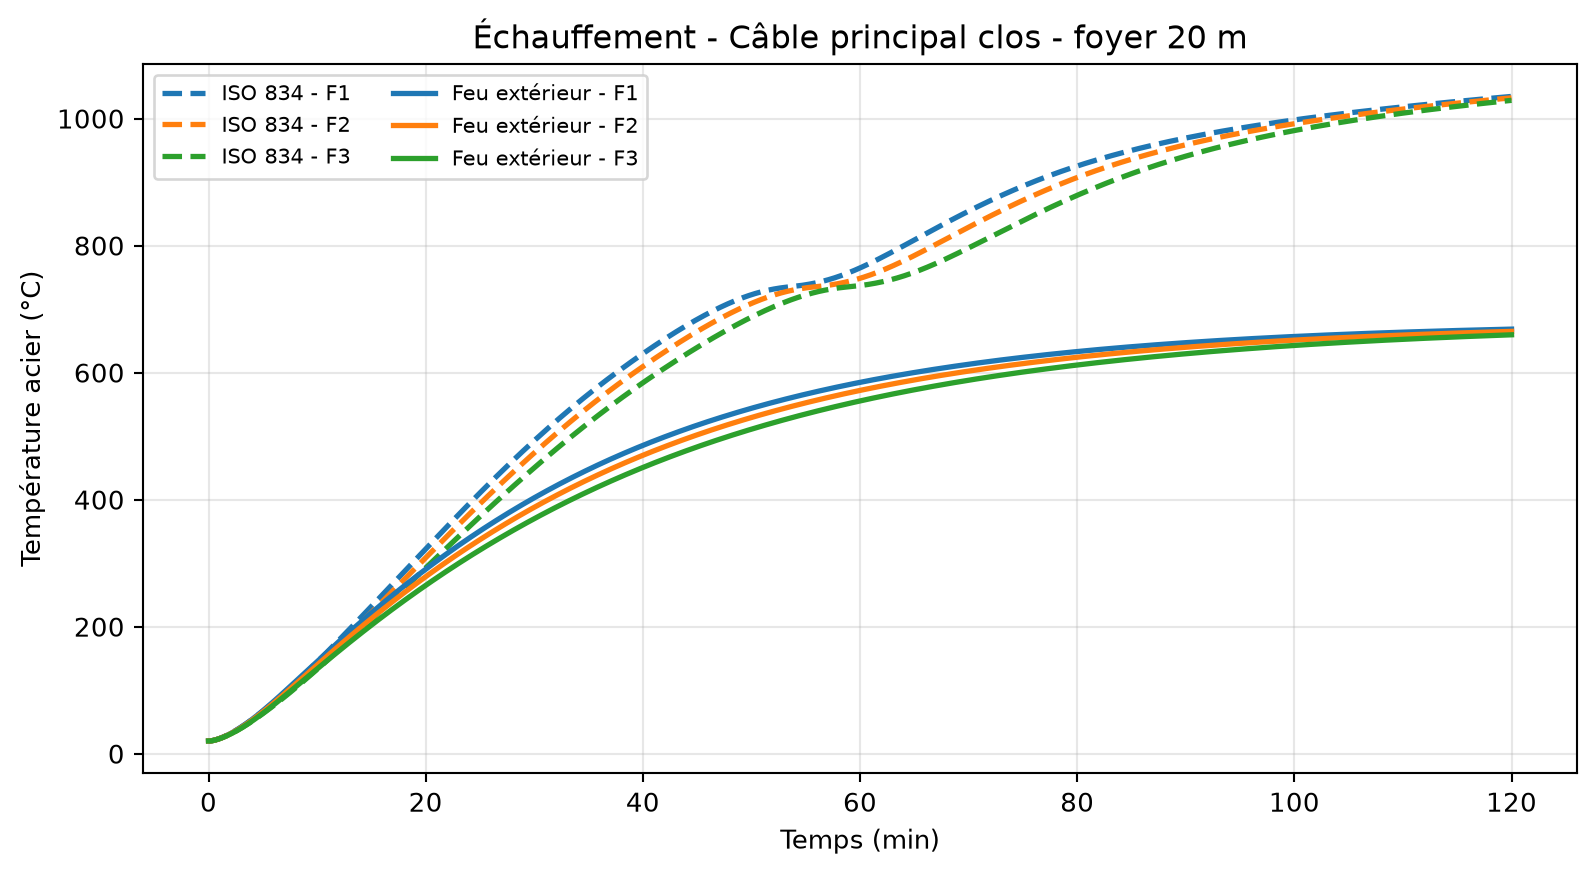 Échauffement - Câble principal clos - foyer 20 m
ISO 834 - F1
ISO 834 - F2
ISO 834 - F3
Feu extérieur - F1
Feu extérieur - F2
Feu extérieur - F3
Température acier (°C)
1000
800
600
400
200
0
0 20 40 60 80 100 120
Temps (min)